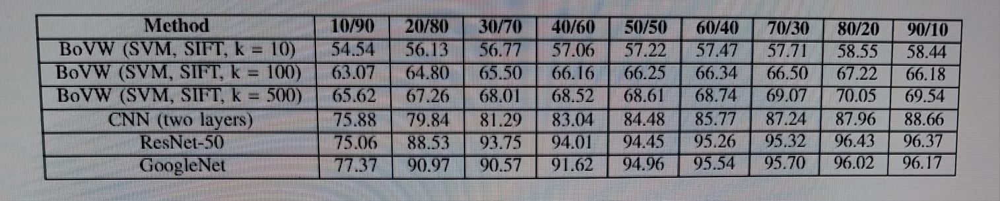 Method 10/90 20/80 30/70 40/60 50/50 60/40 70/30 80/20 90/10
BoVW (SVM, SIFT, k = 10) 54.54 56.13 56.77 57.06 57.22 57.47 57.71 58.55 58.44
BoVW (SVM, SIFT, k = 100) 63.07 64.80 65.50 66.16 66.25 66.34 66.50 67.22 66.18
BoVW (SVM, SIFT, k = 500) 65.62 67.26 68.01 68.52 68.61 68.74 69.07 70.05 69.54
CNN (two layers) 75.88 79.84 81.29 83.04 84.48 85.77 87.24 87.96 88.66
ResNet-50 75.06 88.53 93.75 94.01 94.45 95.26 95.32 96.43 96.37
GoogleNet 77.37 90.97 90.57 91.62 94.96 95.54 95.70 96.02 96.17